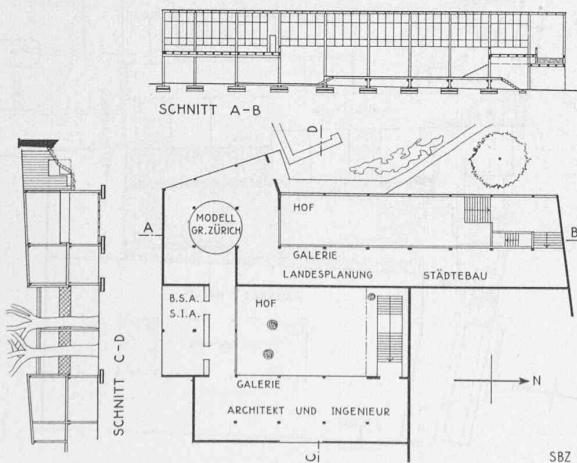 SCHNITT A-B
D
HOF
A
MODELL
GR. ZÜRICH
B
GALERIE
LANDESPLANUNG STÄDTEBAU
B.S.A.
S.I.A.
HOF
GALERIE
ARCHITEKT UND INGENIEUR
C
N
SCHNITT C-D
SBZ